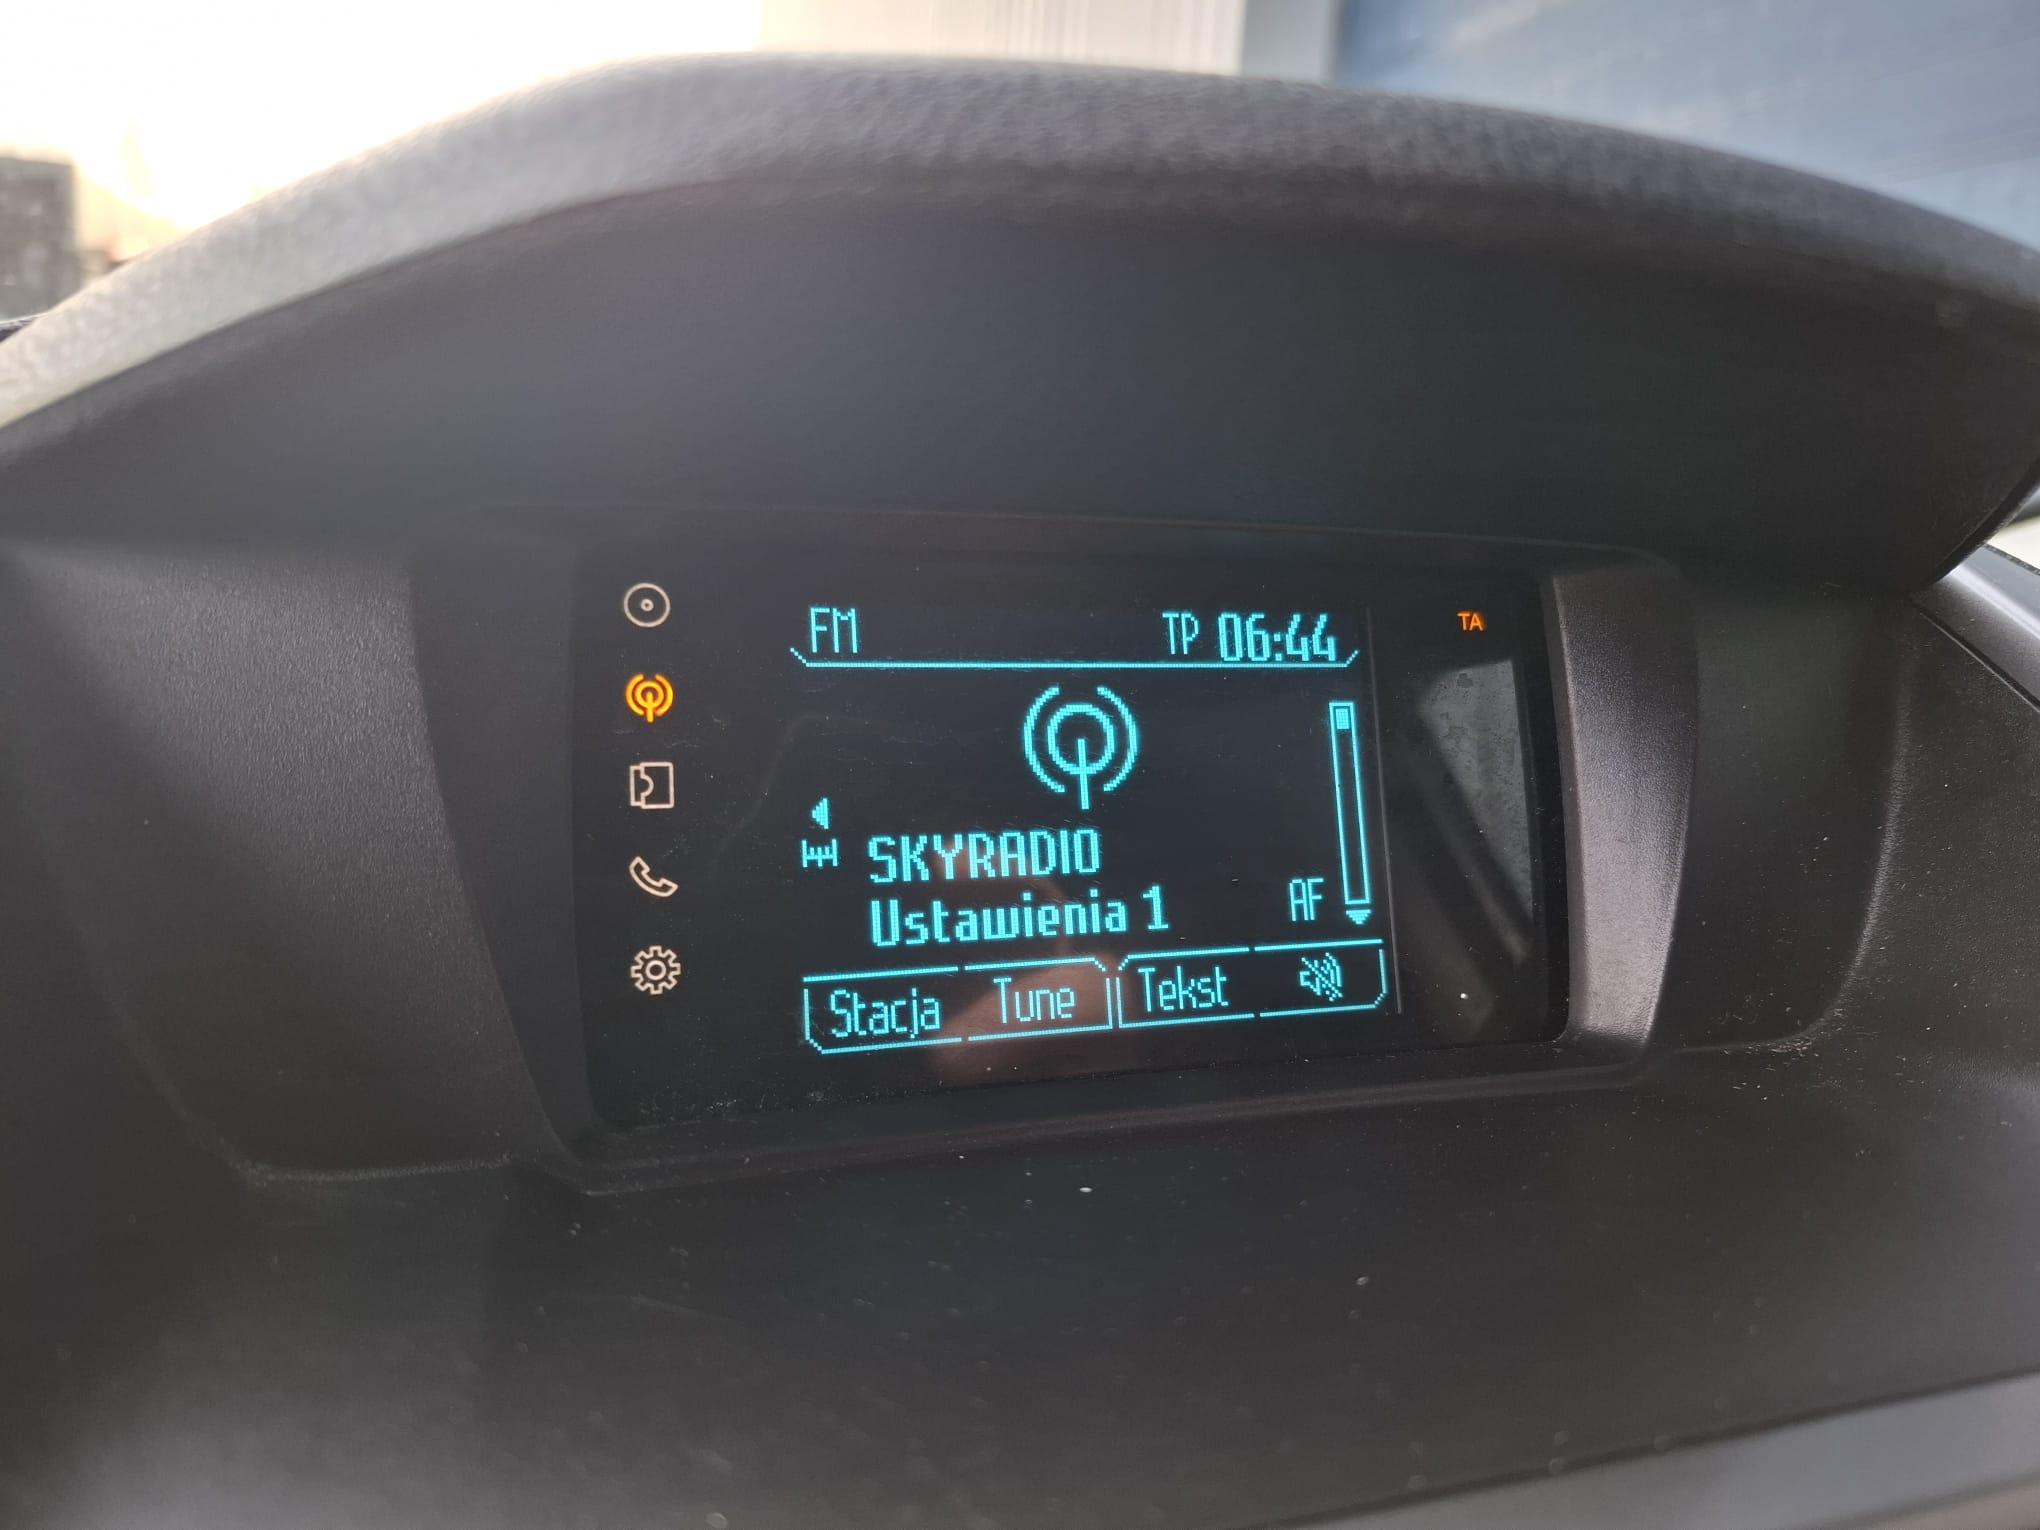 FM TP 06:44 TA
SKYRADIO
Ustawienia 1 AF
Stacja Tune Tekst